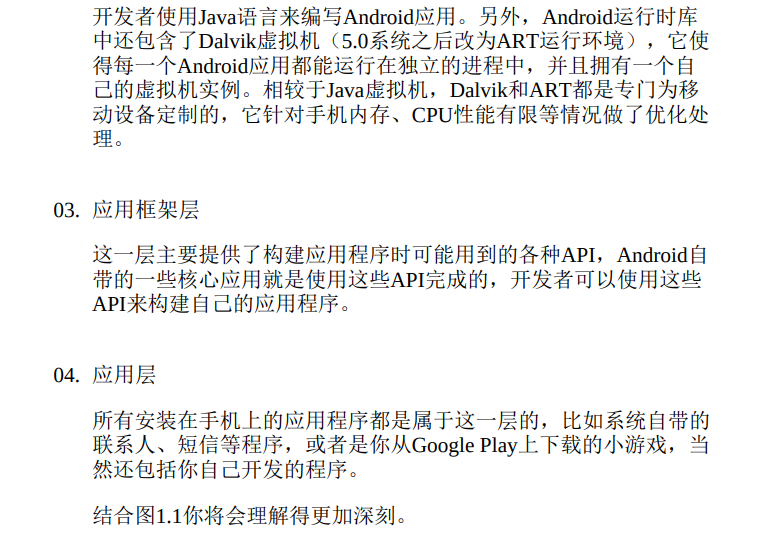 开发者使用Java语言来编写Android应用。另外，Android运行时库
中还包含了Dalvik虚拟机（5.0系统之后改为ART运行环境），它使
得每一个Android应用都能运行在独立的进程中，并且拥有一个自
己的虚拟机实例。相较于Java虚拟机，Dalvik和ART都是专门为移
动设备定制的，它针对手机内存、CPU性能有限等情况做了优化处
理。
03. 应用框架层
这一层主要提供了构建应用程序时可能用到的各种API，Android自
带的一些核心应用就是使用这些API完成的，开发者可以使用这些
API来构建自己的应用程序。
04. 应用层
所有安装在手机上的应用程序都是属于这一层的，比如系统自带的
联系人、短信等程序，或者是你从Google Play上下载的小游戏，当
然还包括你自己开发的程序。
结合图1.1你将会理解得更加深刻。